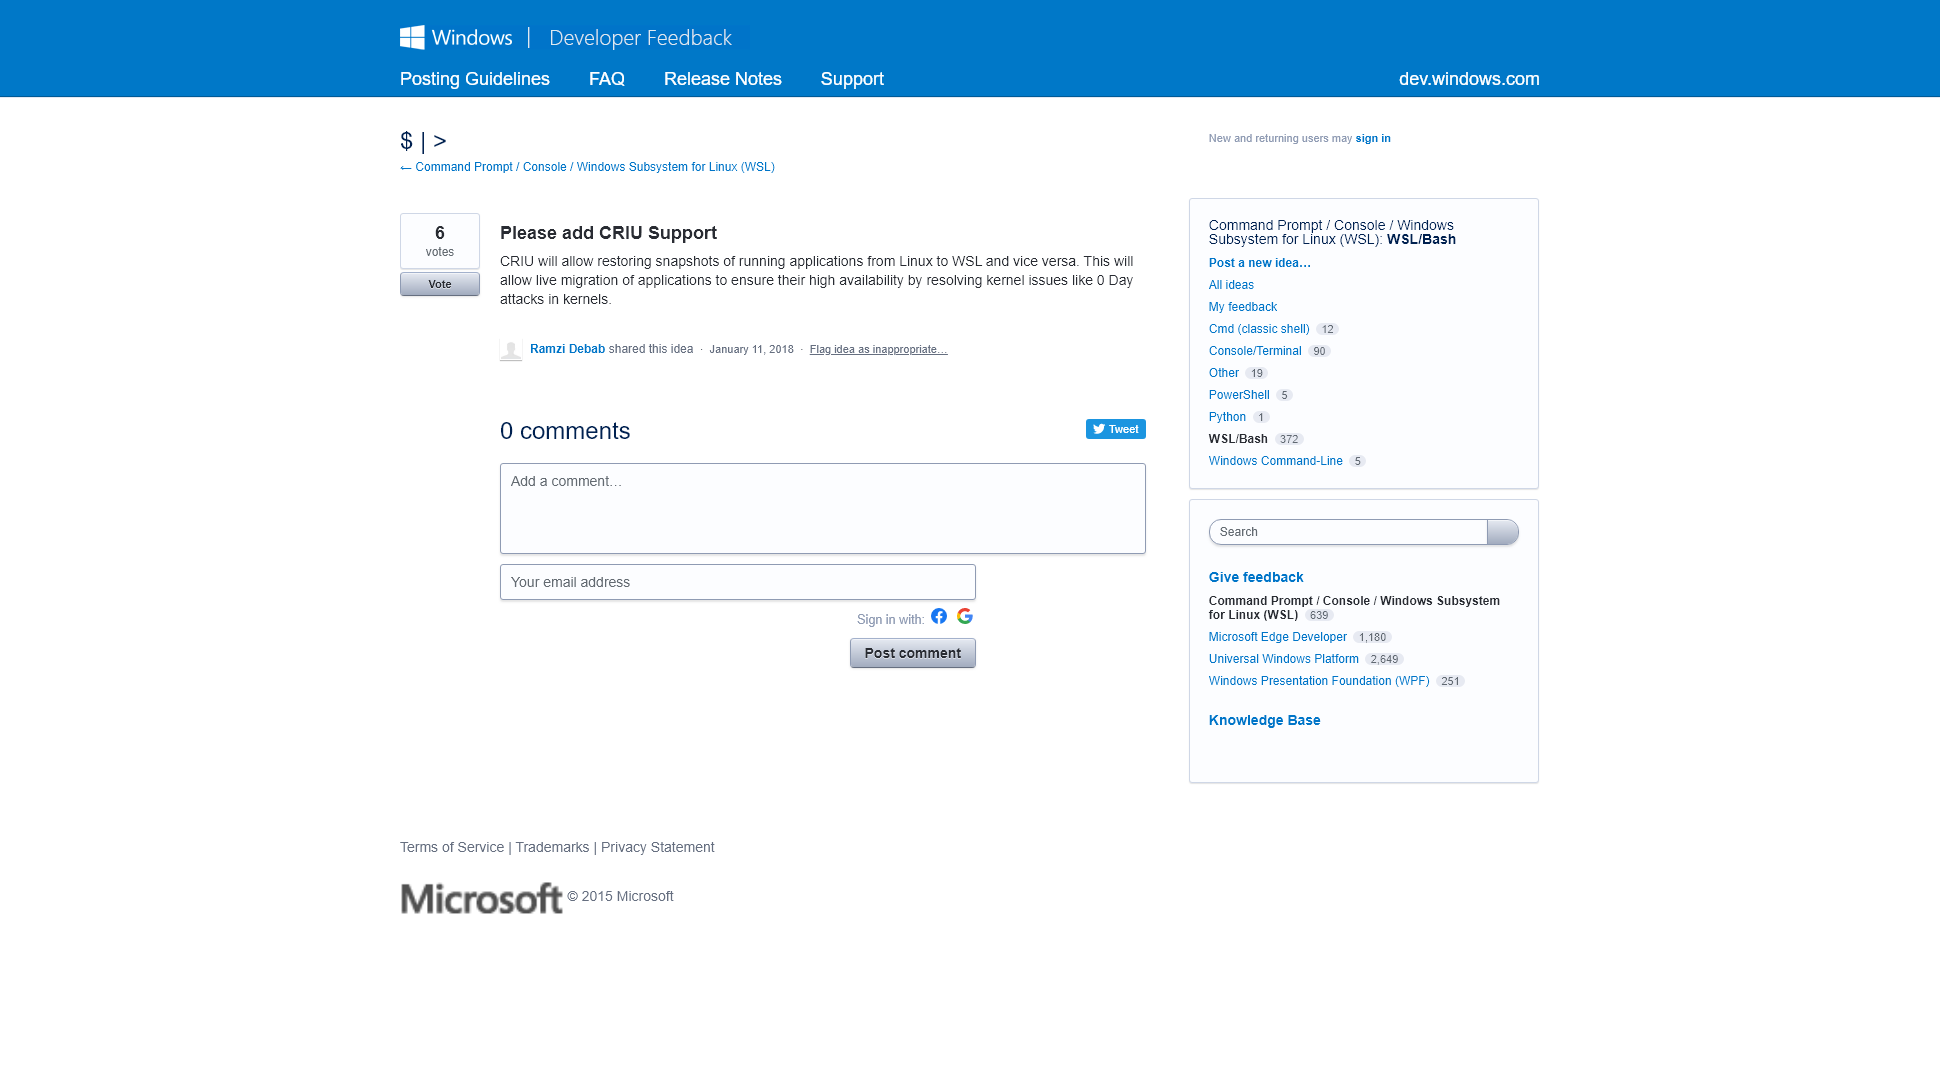 Windows | Developer Feedback
Posting Guidelines FAQ Release Notes Support dev.windows.com
$ | >
← Command Prompt / Console / Windows Subsystem for Linux (WSL)
6
votes
Vote
Please add CRIU Support
CRIU will allow restoring snapshots of running applications from Linux to WSL and vice versa. This will
allow live migration of applications to ensure their high availability by resolving kernel issues like 0 Day
attacks in kernels.
Ramzi Debab shared this idea · January 11, 2018 · Flag idea as inappropriate…
0 comments
Tweet
Add a comment…
Your email address
Sign in with:
Post comment
New and returning users may sign in
Command Prompt / Console / Windows
Subsystem for Linux (WSL): WSL/Bash
Post a new idea…
All ideas
My feedback
Cmd (classic shell) 12
Console/Terminal 90
Other 19
PowerShell 5
Python 1
WSL/Bash 372
Windows Command-Line 5
Search
Give feedback
Command Prompt / Console / Windows Subsystem
for Linux (WSL) 639
Microsoft Edge Developer 1,180
Universal Windows Platform 2,649
Windows Presentation Foundation (WPF) 251
Knowledge Base
Terms of Service | Trademarks | Privacy Statement
Microsoft © 2015 Microsoft